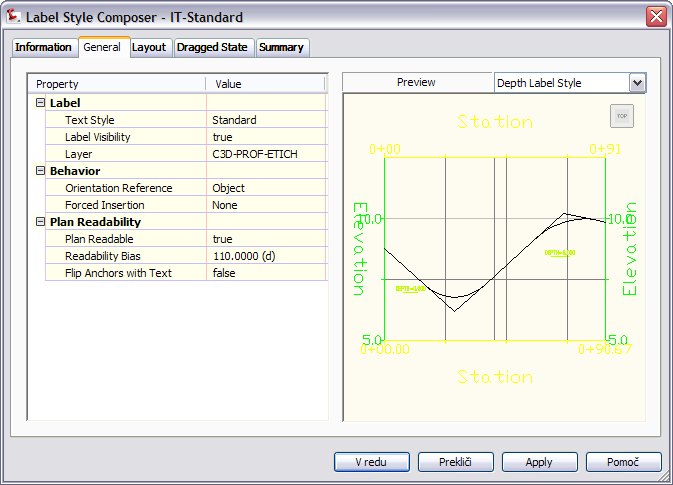 Label Style Composer - IT-Standard
Information General Layout Dragged State Summary
Property Value
Label
Text Style Standard
Label Visibility true
Layer C3D-PROF-ETICH
Behavior
Orientation Reference Object
Forced Insertion None
Plan Readability
Plan Readable true
Readability Bias 110.0000 (d)
Flip Anchors with Text false
Preview Depth Label Style
TOP
Station
0+00 0+91
10.0 10.0
Elevation Elevation
5.0 5.0
0+00.00 0+90.67
Station
V redu Prekliči Apply Pomoč